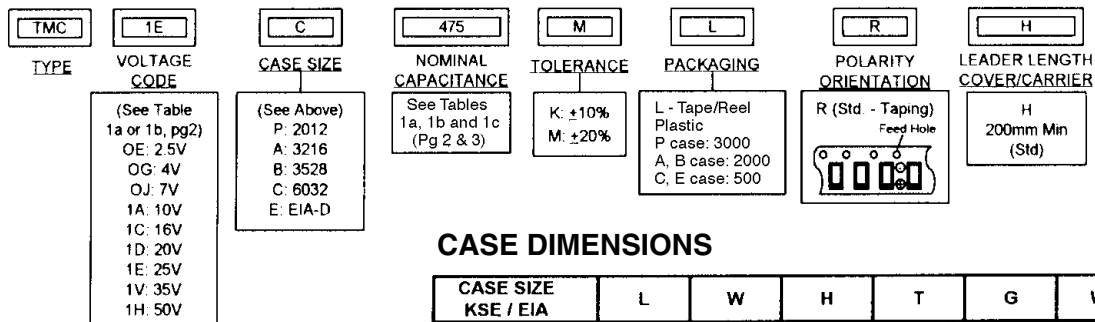 TMC 1E C 475 M L R H
TYPE
VOLTAGE
CODE
CASE SIZE
NOMINAL
CAPACITANCE
TOLERANCE
PACKAGING
POLARITY
ORIENTATION
LEADER LENGTH
COVER/CARRIER
(See Table
1a or 1b, pg2)
OE: 2.5V
OG: 4V
OJ: 7V
1A: 10V
1C: 16V
1D: 20V
1E: 25V
1V: 35V
1H: 50V
(See Above)
P: 2012
A: 3216
B: 3528
C: 6032
E: EIA-D
See Tables
1a, 1b and 1c
(Pg 2 & 3)
K: ±10%
M: ±20%
L - Tape/Reel
Plastic
P case: 3000
A, B case: 2000
C, E case: 500
R (Std. - Taping)
Feed Hole
H
200mm Min
(Std)
CASE DIMENSIONS
CASE SIZE
KSE / EIA
L W H T G